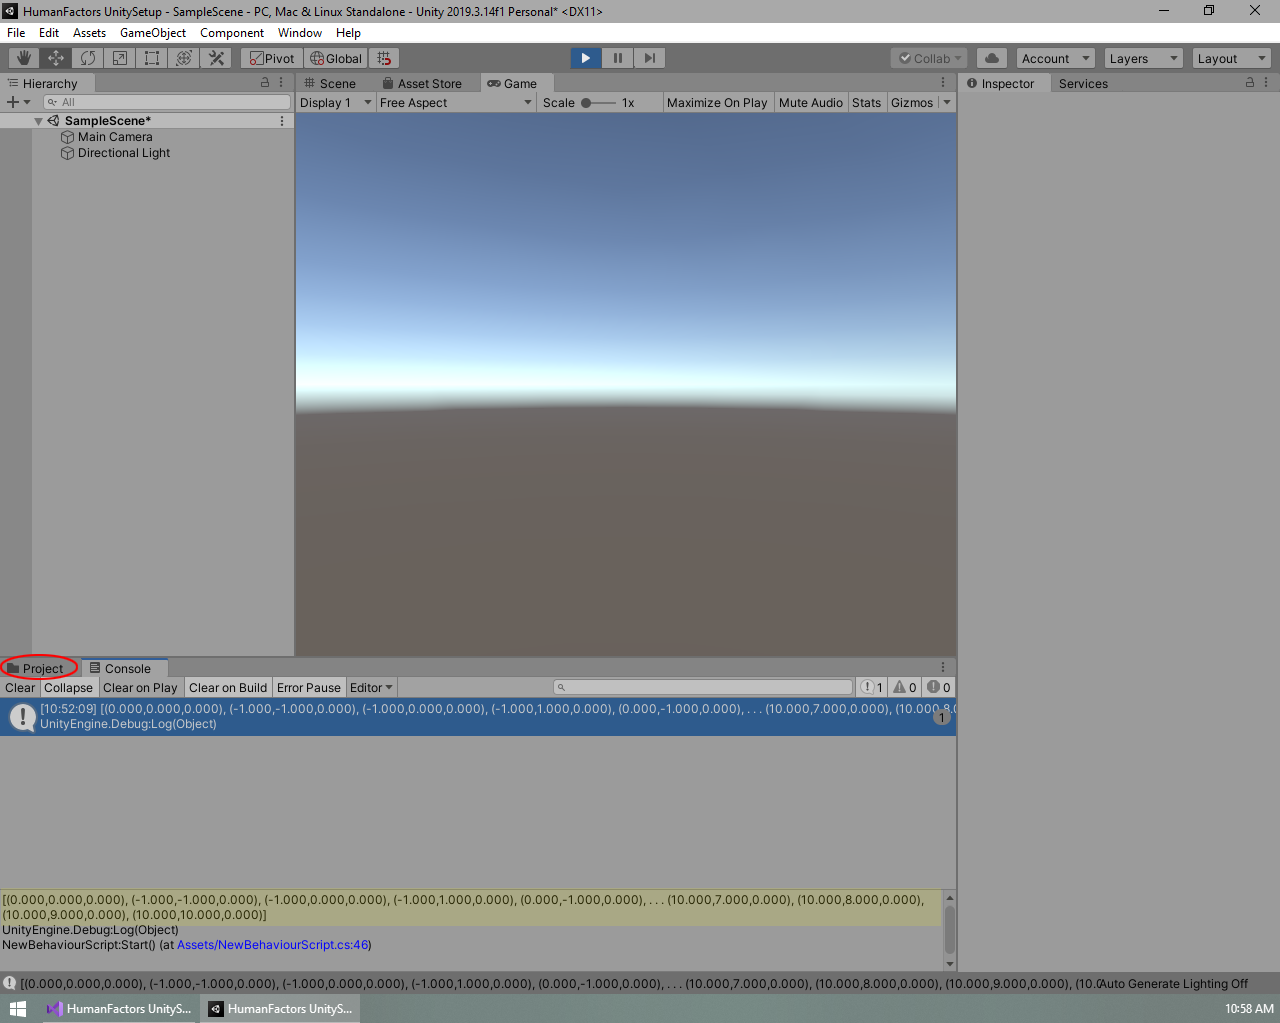 HumanFactors UnitySetup - SampleScene - PC, Mac & Linux Standalone - Unity 2019.3.14f1 Personal* <DX11>
File Edit Assets GameObject Component Window Help
Pivot Global Collab Account Layers Layout
Hierarchy Scene Asset Store Game Inspector Services
All Display 1 Free Aspect Scale 1x Maximize On Play Mute Audio Stats Gizmos
SampleScene*
Main Camera
Directional Light
Project Console
Clear Collapse Clear on Play Clear on Build Error Pause Editor 1 0 0
[10:52:09] [(0.000,0.000,0.000), (-1.000,-1.000,0.000), (-1.000,0.000,0.000), (-1.000,1.000,0.000), (0.000,-1.000,0.000), . . . (10.000,7.000,0.000), (10.000,8.0
UnityEngine.Debug:Log(Object) 1
[(0.000,0.000,0.000), (-1.000,-1.000,0.000), (-1.000,0.000,0.000), (-1.000,1.000,0.000), (0.000,-1.000,0.000), . . . (10.000,7.000,0.000), (10.000,8.000,0.000),
(10.000,9.000,0.000), (10.000,10.000,0.000)]
UnityEngine.Debug:Log(Object)
NewBehaviourScript:Start() (at Assets/NewBehaviourScript.cs:46)
[(0.000,0.000,0.000), (-1.000,-1.000,0.000), (-1.000,0.000,0.000), (-1.000,1.000,0.000), (0.000,-1.000,0.000), . . . (10.000,7.000,0.000), (10.000,8.000,0.000), (10.000,9.000,0.000), (10.0 Auto Generate Lighting Off
HumanFactors UnityS... HumanFactors UnityS... 10:58 AM